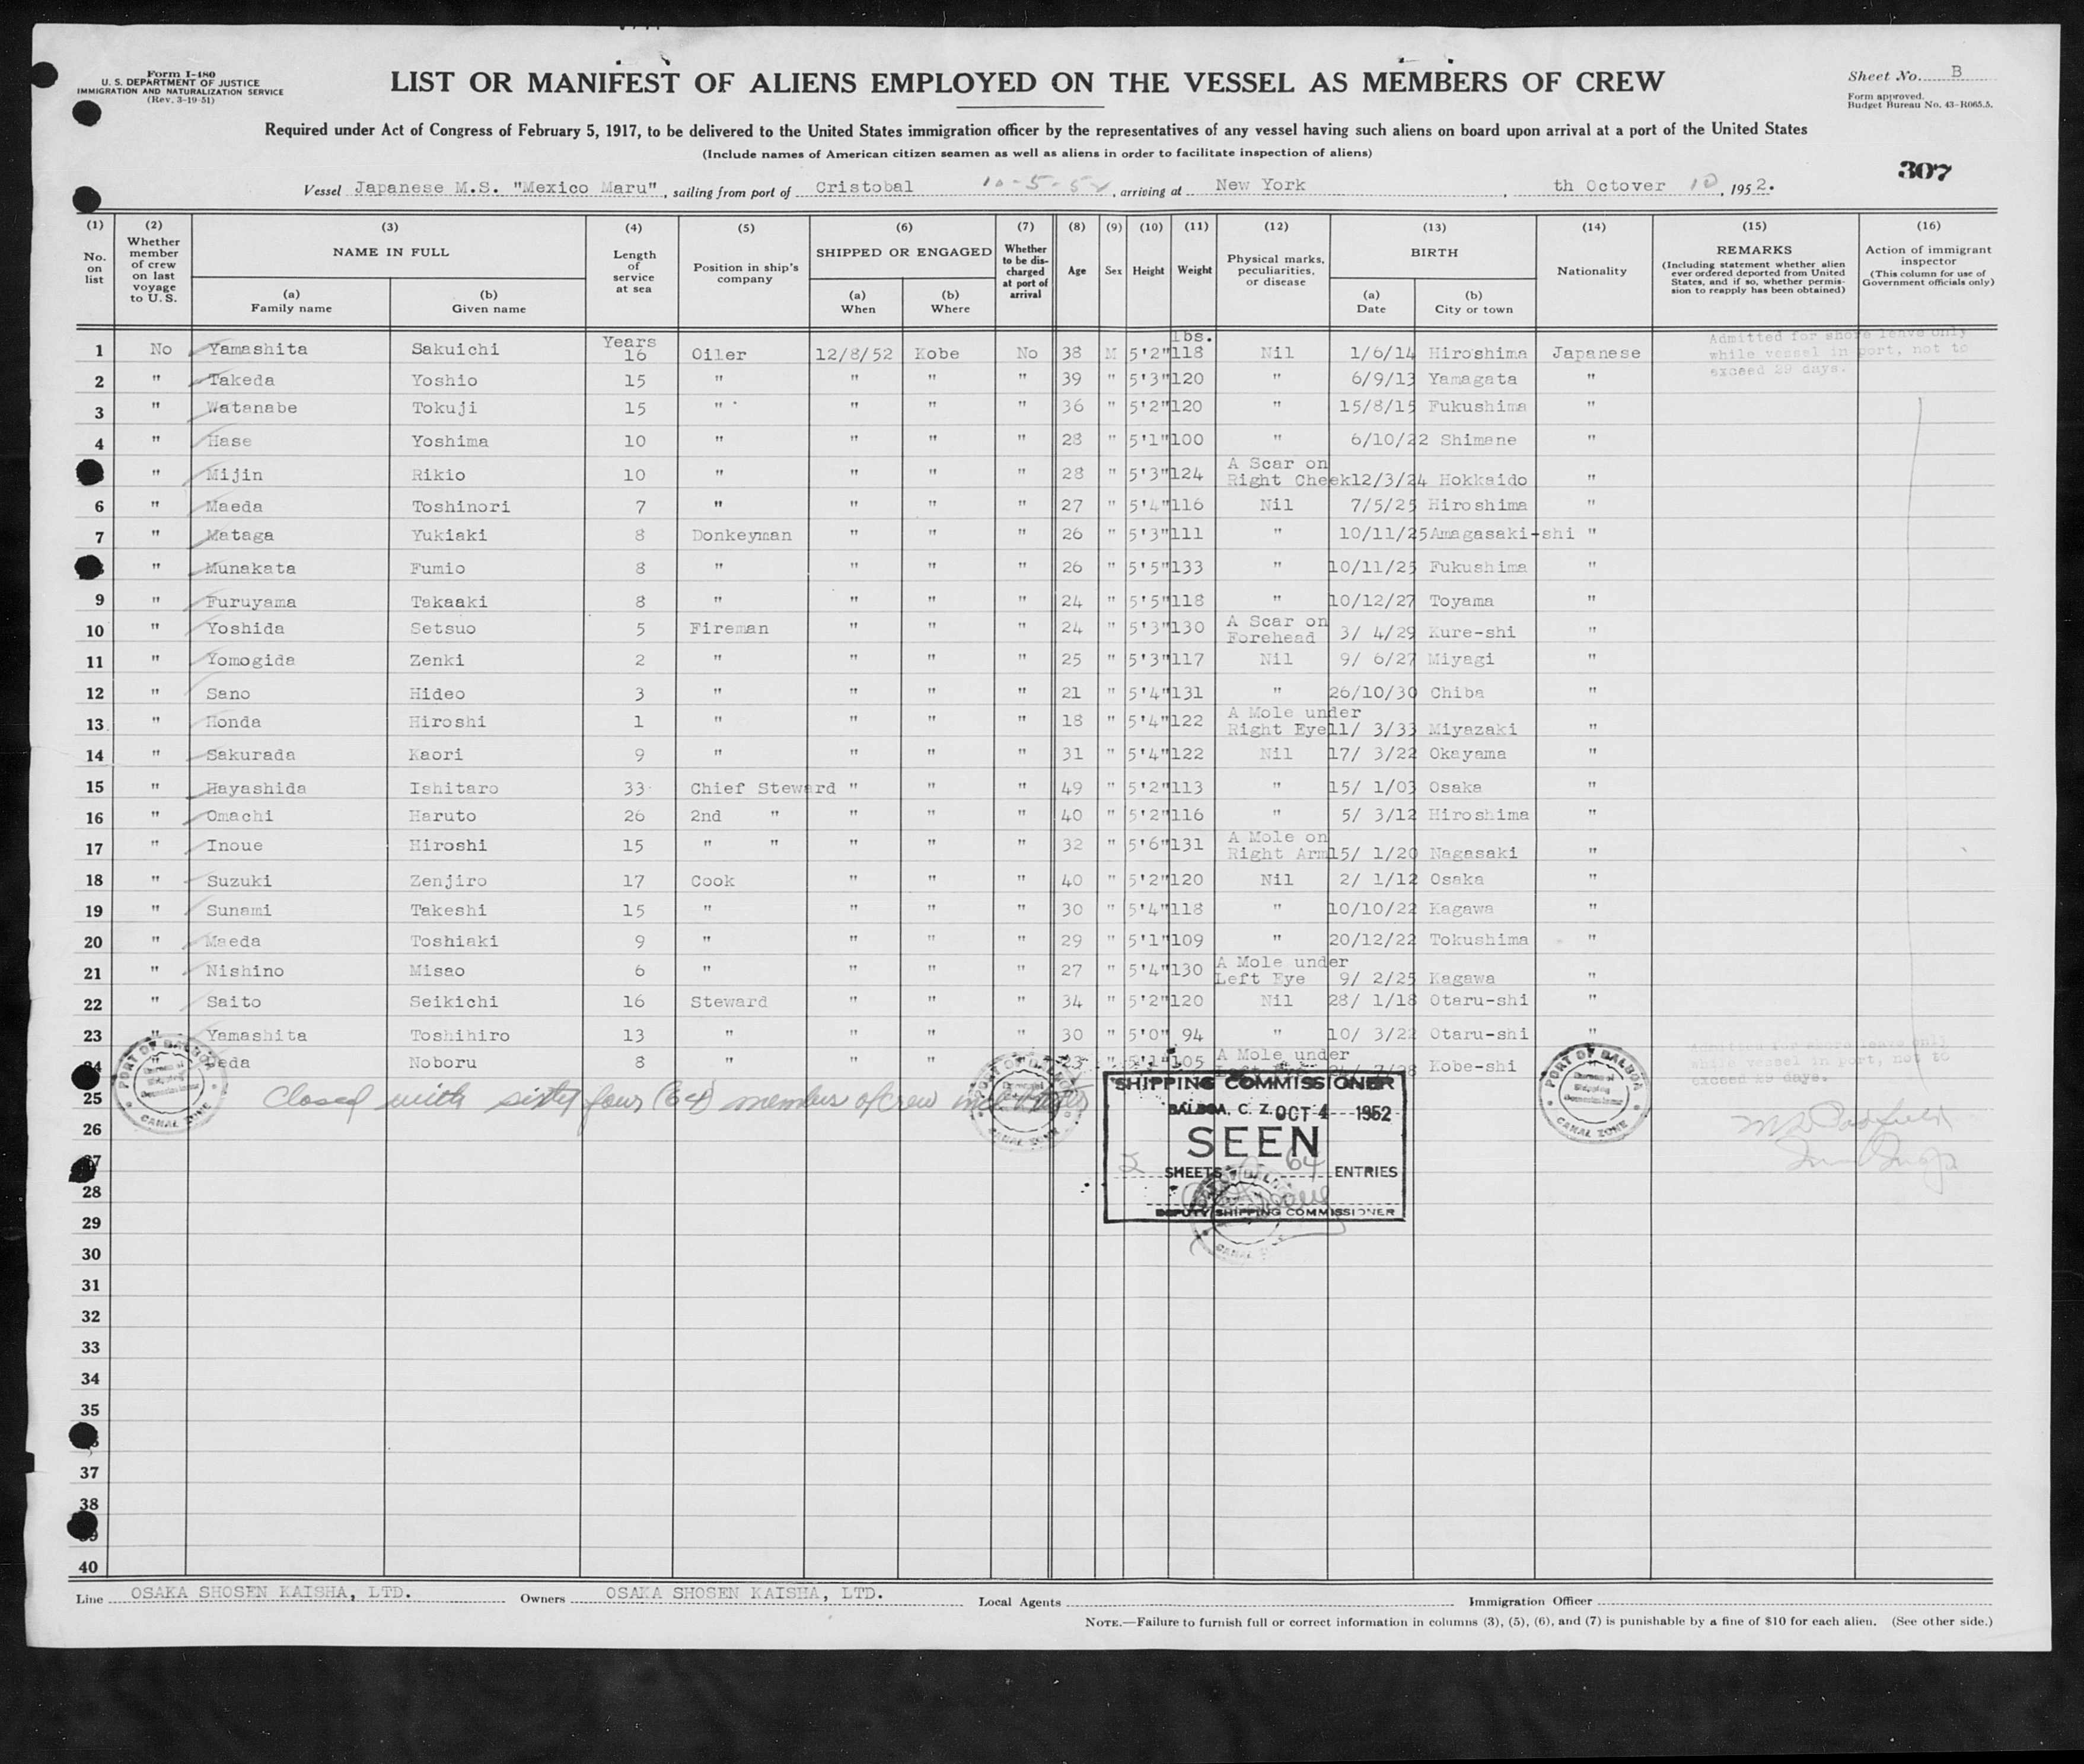 Form I-480
U. S. DEPARTMENT OF JUSTICE
IMMIGRATION AND NATURALIZATION SERVICE
(Rev. 3-19-51)
LIST OR MANIFEST OF ALIENS EMPLOYED ON THE VESSEL AS MEMBERS OF CREW
Sheet No. B
Form approved.
Budget Bureau No. 43-R065.5.
Required under Act of Congress of February 5, 1917, to be delivered to the United States immigration officer by the representatives of any vessel having such aliens on board upon arrival at a port of the United States
(Include names of American citizen seamen as well as aliens in order to facilitate inspection of aliens)
307
Vessel Japanese M.S. "Mexico Maru", sailing from port of Cristobal 10-5-52, arriving at New York, th Octover 10, 1952.
(1) No. on list
(2) Whether member of crew on last voyage to U. S.
(3) NAME IN FULL (a) Family name (b) Given name
(4) Length of service at sea
(5) Position in ship's company
(6) SHIPPED OR ENGAGED (a) When (b) Where
(7) Whether to be discharged at port of arrival
(8) Age
(9) Sex
(10) Height
(11) Weight
(12) Physical marks, peculiarities, or disease
(13) BIRTH (a) Date (b) City or town
(14) Nationality
(15) REMARKS (Including statement whether alien ever ordered deported from United States, and if so, whether permission to reapply has been obtained)
(16) Action of immigrant inspector (This column for use of Government officials only)
Years lbs.
1 No Yamashita Sakuichi 16 Oiler 12/8/52 Kobe No 38 M 5'2" 118 Nil 1/6/14 Hiroshima Japanese
Admitted for shore leave only
while vessel in port, not to
exceed 29 days.
2 " Takeda Yoshio 15 " " " " 39 " 5'3" 120 " 6/9/13 Yamagata "
3 " Watanabe Tokuji 15 " " " " 36 " 5'2" 120 " 15/8/15 Fukushima "
4 " Hase Yoshima 10 " " " " 28 " 5'1" 100 " 6/10/22 Shimane "
" Mijin Rikio 10 " " " " 28 " 5'3" 124 A Scar on Right Cheek 12/3/24 Hokkaido "
6 " Maeda Toshinori 7 " " " " 27 " 5'4" 116 Nil 7/5/25 Hiroshima "
7 " Mataga Yukiaki 8 Donkeyman " " " 26 " 5'3" 111 " 10/11/25 Amagasaki-shi "
" Munakata Fumio 8 " " " " 26 " 5'5" 133 " 10/11/25 Fukushima "
9 " Furuyama Takaaki 8 " " " " 24 " 5'5" 118 " 10/12/27 Toyama "
10 " Yoshida Setsuo 5 Fireman " " " 24 " 5'3" 130 A Scar on Forehead 3/ 4/29 Kure-shi "
11 " Yomogida Zenki 2 " " " " 25 " 5'3" 117 Nil 9/ 6/27 Miyagi "
12 " Sano Hideo 3 " " " " 21 " 5'4" 131 " 26/10/30 Chiba "
13 " Honda Hiroshi 1 " " " " 18 " 5'4" 122 A Mole under Right Eye 11/ 3/33 Miyazaki "
14 " Sakurada Kaori 9 " " " " 31 " 5'4" 122 Nil 17/ 3/22 Okayama "
15 " Hayashida Ishitaro 33 Chief Steward " " " 49 " 5'2" 113 " 15/ 1/03 Osaka "
16 " Omachi Haruto 26 2nd " " " " 40 " 5'2" 116 " 5/ 3/12 Hiroshima "
17 " Inoue Hiroshi 15 " " " " " 32 " 5'6" 131 A Mole on Right Arm 15/ 1/20 Nagasaki "
18 " Suzuki Zenjiro 17 Cook " " " 40 " 5'2" 120 Nil 2/ 1/12 Osaka "
19 " Sunami Takeshi 15 " " " " 30 " 5'4" 118 " 10/10/22 Kagawa "
20 " Maeda Toshiaki 9 " " " " 29 " 5'1" 109 " 20/12/22 Tokushima "
21 " Nishino Misao 6 " " " " 27 " 5'4" 130 A Mole under Left Eye 9/ 2/25 Kagawa "
22 " Saito Seikichi 16 Steward " " " 34 " 5'2" 120 Nil 28/ 1/18 Otaru-shi "
23 " Yamashita Toshihiro 13 " " " " 30 " 5'0" 94 " 10/ 3/22 Otaru-shi "
24 " Noboru 8 " " " 23 " 5'1" 105 A Mole under Kobe-shi
Admitted for shore leave only
while vessel in port, not to
exceed 29 days.
Closed with sixty four (64) members of crew
PORT OF BALBOA
CANAL ZONE
PORT OF BALBOA
CANAL ZONE
PORT OF BALBOA
CANAL ZONE
SHIPPING COMMISSIONER
BALBOA, C. Z. OCT 4 1952
SEEN
2 SHEETS 64 ENTRIES
DEPUTY SHIPPING COMMISSIONER
CANAL
25
26
27
28
29
30
31
32
33
34
35
37
38
40
Line OSAKA SHOSEN KAISHA, LTD. Owners OSAKA SHOSEN KAISHA, LTD. Local Agents Immigration Officer
NOTE.—Failure to furnish full or correct information in columns (3), (5), (6), and (7) is punishable by a fine of $10 for each alien. (See other side.)